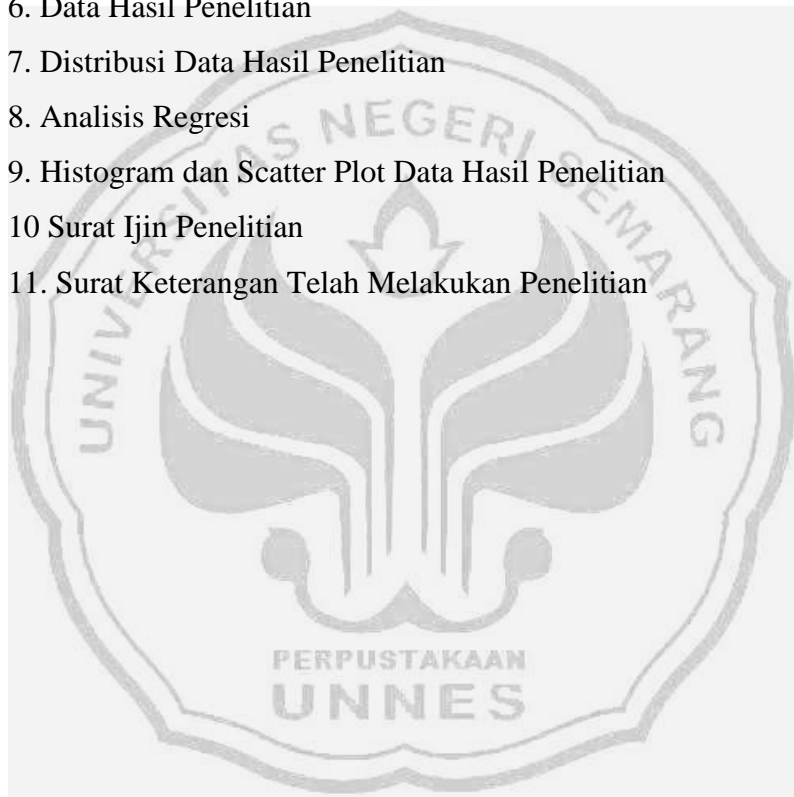 6. Data Hasil Penelitian
7. Distribusi Data Hasil Penelitian
8. Analisis Regresi
9. Histogram dan Scatter Plot Data Hasil Penelitian
10 Surat Ijin Penelitian
11. Surat Keterangan Telah Melakukan Penelitian
UNIVERSITAS NEGERI SEMARANG
PERPUSTAKAAN
UNNES